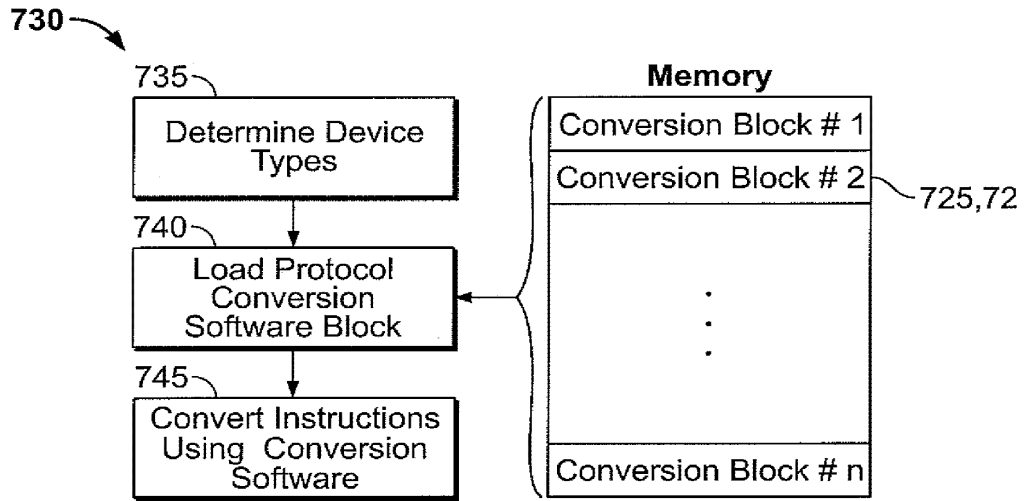 730
735
Determine Device
Types
740
Load Protocol
Conversion
Software Block
745
Convert Instructions
Using Conversion
Software
Memory
Conversion Block # 1
Conversion Block # 2
725,72
Conversion Block # n